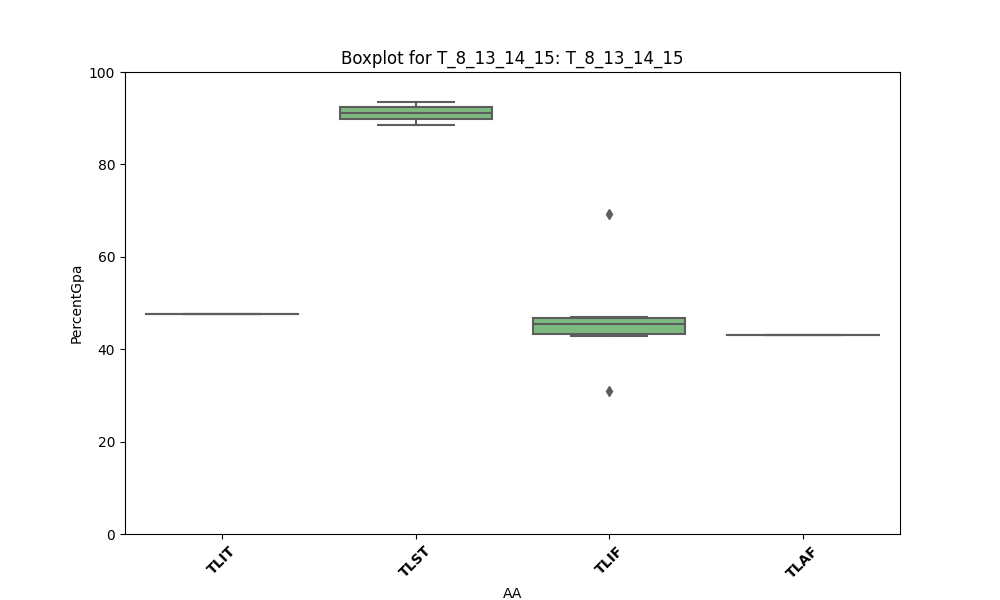 Boxplot for T_8_13_14_15: T_8_13_14_15
100
80
60
40
20
0
PercentGpa
TLIT
TLST
TLIF
TLAF
AA